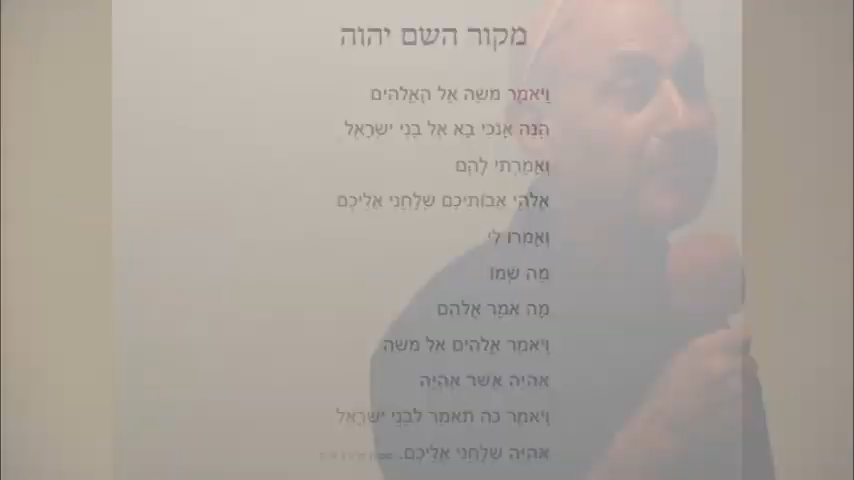 מקור השם יהוה
וַיֹּאמֶר מֹשֶׁה אֶל הָאֱלֹהִים
הִנֵּה אָנֹכִי בָא אֶל בְּנֵי יִשְׂרָאֵל
וְאָמַרְתִּי לָהֶם
אֱלֹהֵי אֲבוֹתֵיכֶם שְׁלָחַנִי אֲלֵיכֶם
וְאָמְרוּ לִי
מַה שְּׁמוֹ
מָה אֹמַר אֲלֵהֶם
וַיֹּאמֶר אֱלֹהִים אֶל מֹשֶׁה
אֶהְיֶה אֲשֶׁר אֶהְיֶה
וַיֹּאמֶר כֹּה תֹאמַר לִבְנֵי יִשְׂרָאֵל
אֶהְיֶה שְׁלָחַנִי אֲלֵיכֶם.